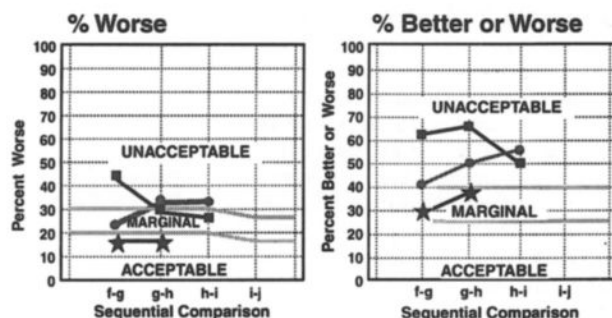 % Worse
100
90
80
70
60
50
40
30
20
10
0
Percent Worse
UNACCEPTABLE
MARGINAL
ACCEPTABLE
f-g g-h h-i i-j
Sequential Comparison
% Better or Worse
100
90
80
70
60
50
40
30
20
10
0
Percent Better or Worse
UNACCEPTABLE
MARGINAL
ACCEPTABLE
f-g g-h h-i i-j
Sequential Comparison